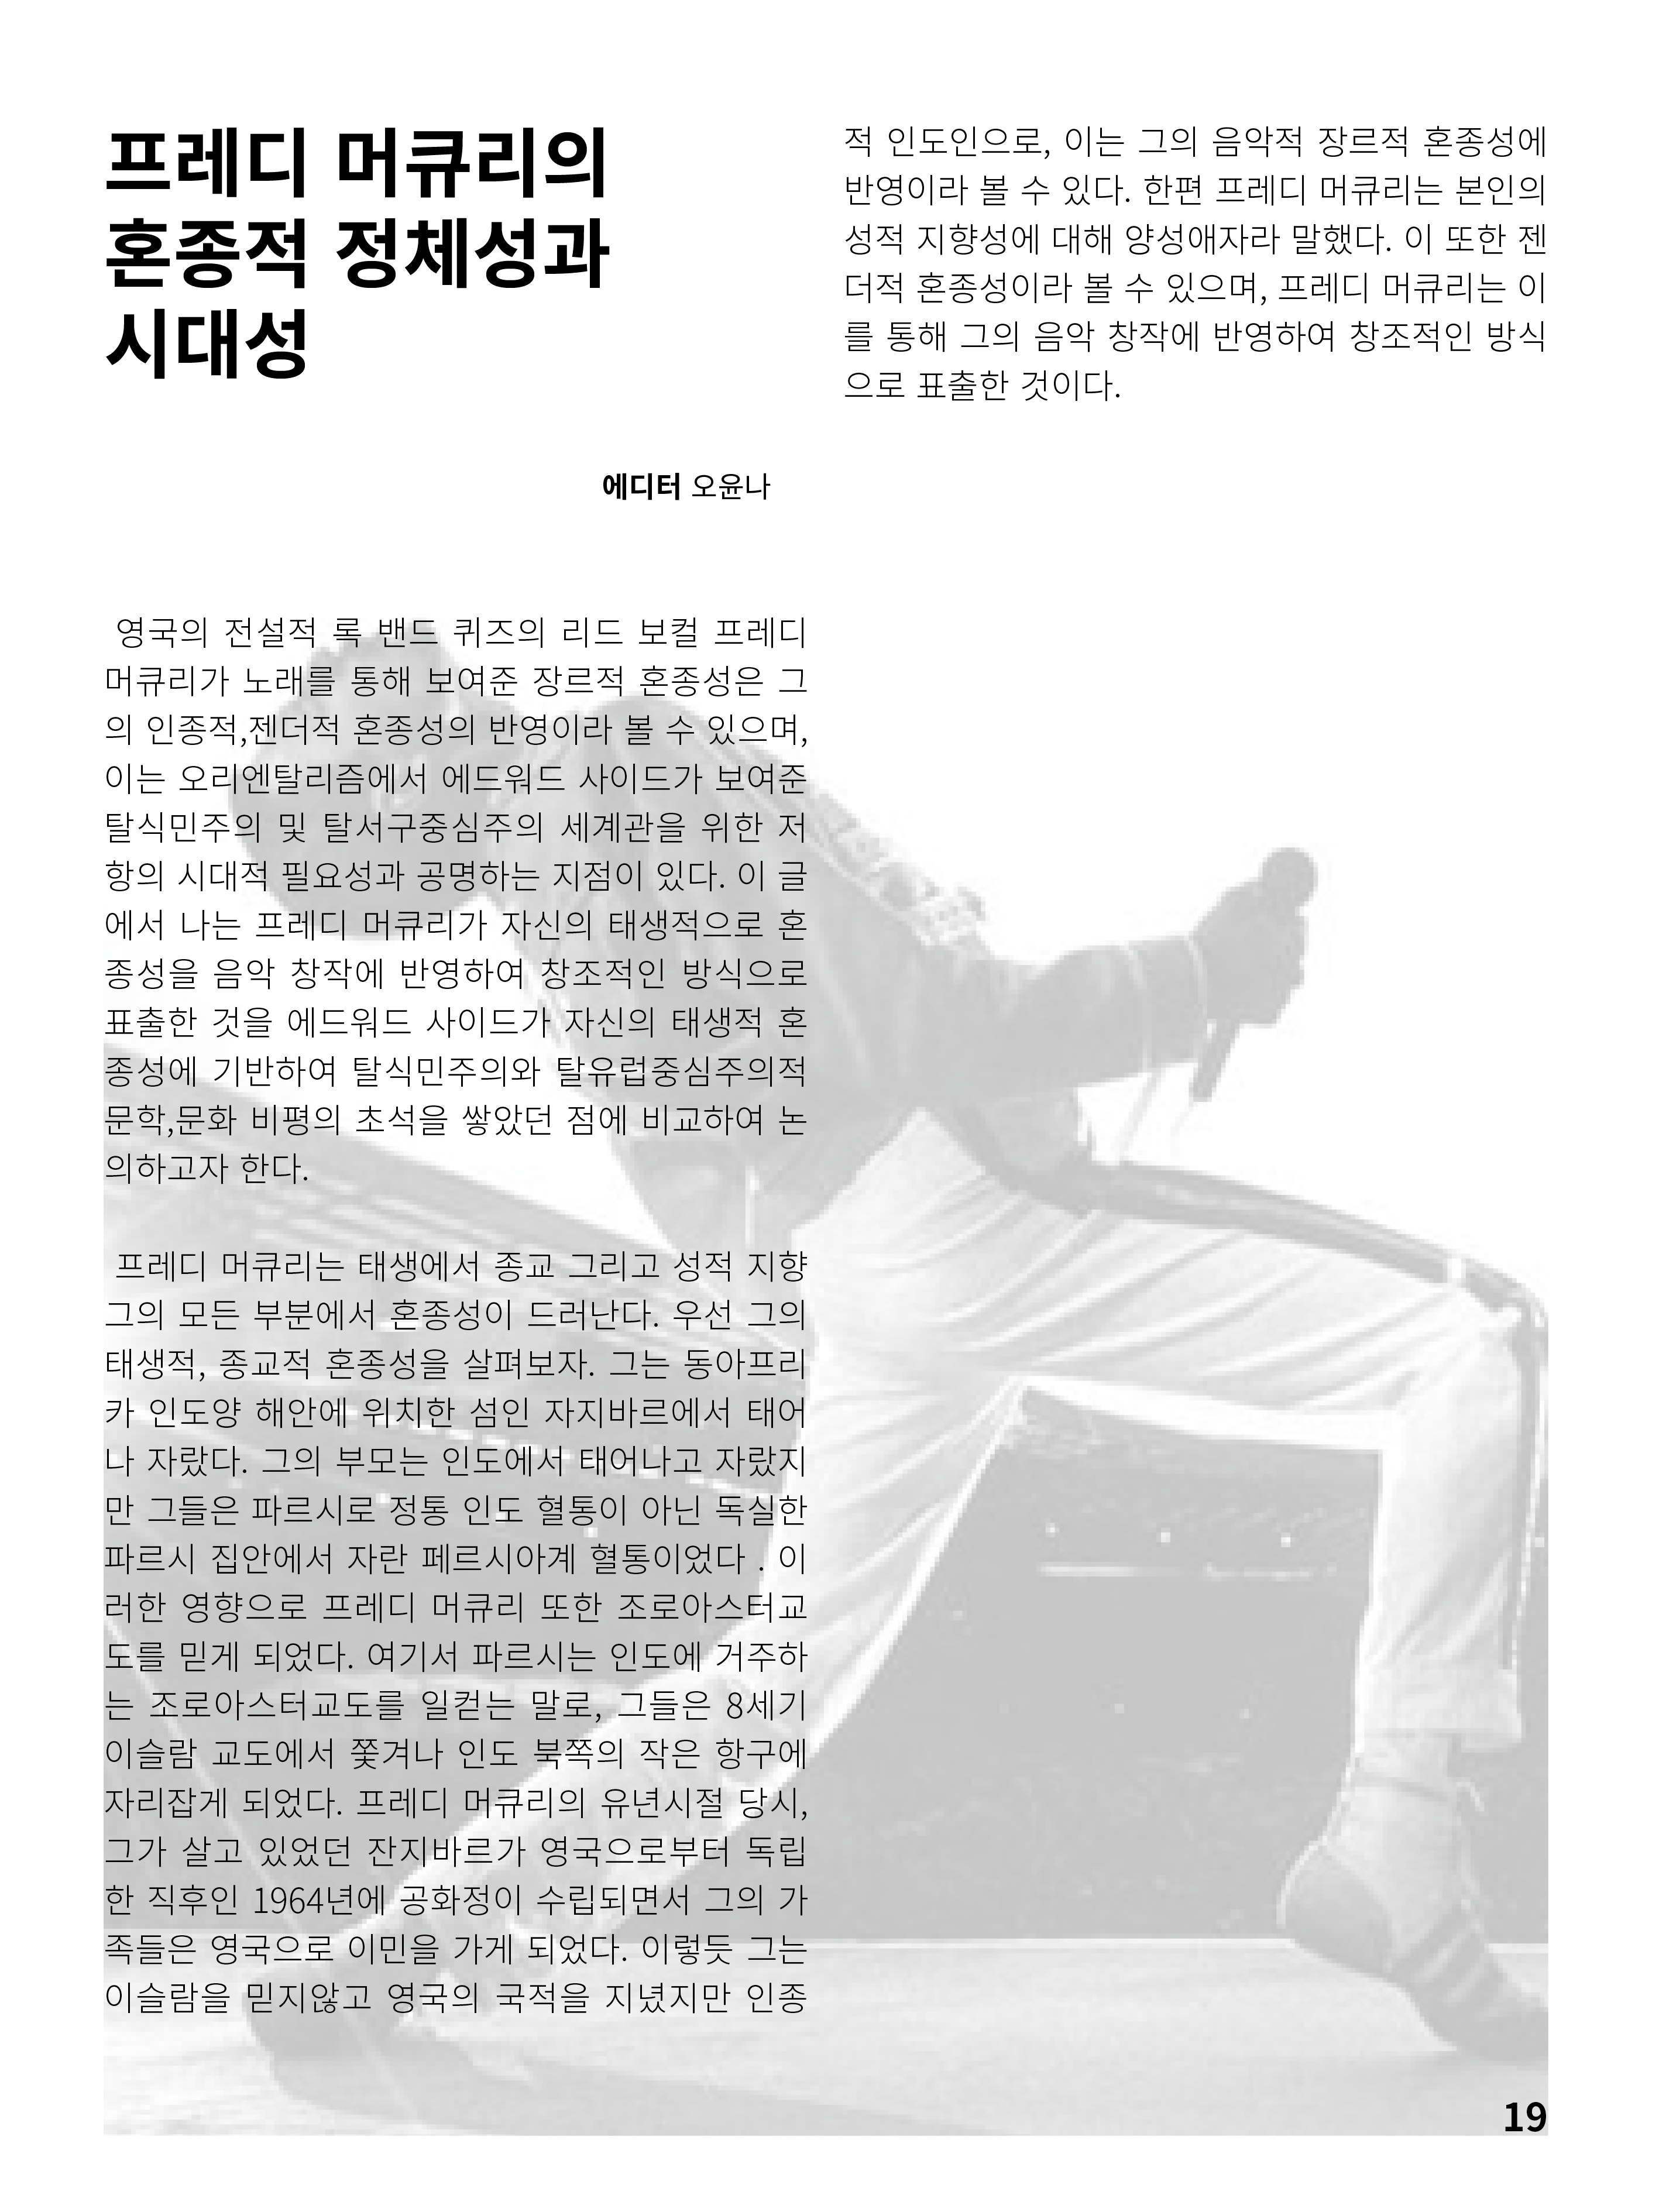 프레디 머큐리의
혼종적 정체성과
시대성
에디터 오윤나
영국의 전설적 록 밴드 퀴즈의 리드 보컬 프레디
머큐리가 노래를 통해 보여준 장르적 혼종성은 그
의 인종적,젠더적 혼종성의 반영이라 볼 수 있으며,
이는 오리엔탈리즘에서 에드워드 사이드가 보여준
탈식민주의 및 탈서구중심주의 세계관을 위한 저
항의 시대적 필요성과 공명하는 지점이 있다. 이 글
에서 나는 프레디 머큐리가 자신의 태생적으로 혼
종성을 음악 창작에 반영하여 창조적인 방식으로
표출한 것을 에드워드 사이드가 자신의 태생적 혼
종성에 기반하여 탈식민주의와 탈유럽중심주의적
문학,문화 비평의 초석을 쌓았던 점에 비교하여 논
의하고자 한다.
프레디 머큐리는 태생에서 종교 그리고 성적 지향
그의 모든 부분에서 혼종성이 드러난다. 우선 그의
태생적, 종교적 혼종성을 살펴보자. 그는 동아프리
카 인도양 해안에 위치한 섬인 자지바르에서 태어
나 자랐다. 그의 부모는 인도에서 태어나고 자랐지
만 그들은 파르시로 정통 인도 혈통이 아닌 독실한
파르시 집안에서 자란 페르시아계 혈통이었다 . 이
러한 영향으로 프레디 머큐리 또한 조로아스터교
도를 믿게 되었다. 여기서 파르시는 인도에 거주하
는 조로아스터교도를 일컫는 말로, 그들은 8세기
이슬람 교도에서 쫓겨나 인도 북쪽의 작은 항구에
자리잡게 되었다. 프레디 머큐리의 유년시절 당시,
그가 살고 있었던 잔지바르가 영국으로부터 독립
한 직후인 1964년에 공화정이 수립되면서 그의 가
족들은 영국으로 이민을 가게 되었다. 이렇듯 그는
이슬람을 믿지않고 영국의 국적을 지녔지만 인종
적 인도인으로, 이는 그의 음악적 장르적 혼종성에
반영이라 볼 수 있다. 한편 프레디 머큐리는 본인의
성적 지향성에 대해 양성애자라 말했다. 이 또한 젠
더적 혼종성이라 볼 수 있으며, 프레디 머큐리는 이
를 통해 그의 음악 창작에 반영하여 창조적인 방식
으로 표출한 것이다.
19